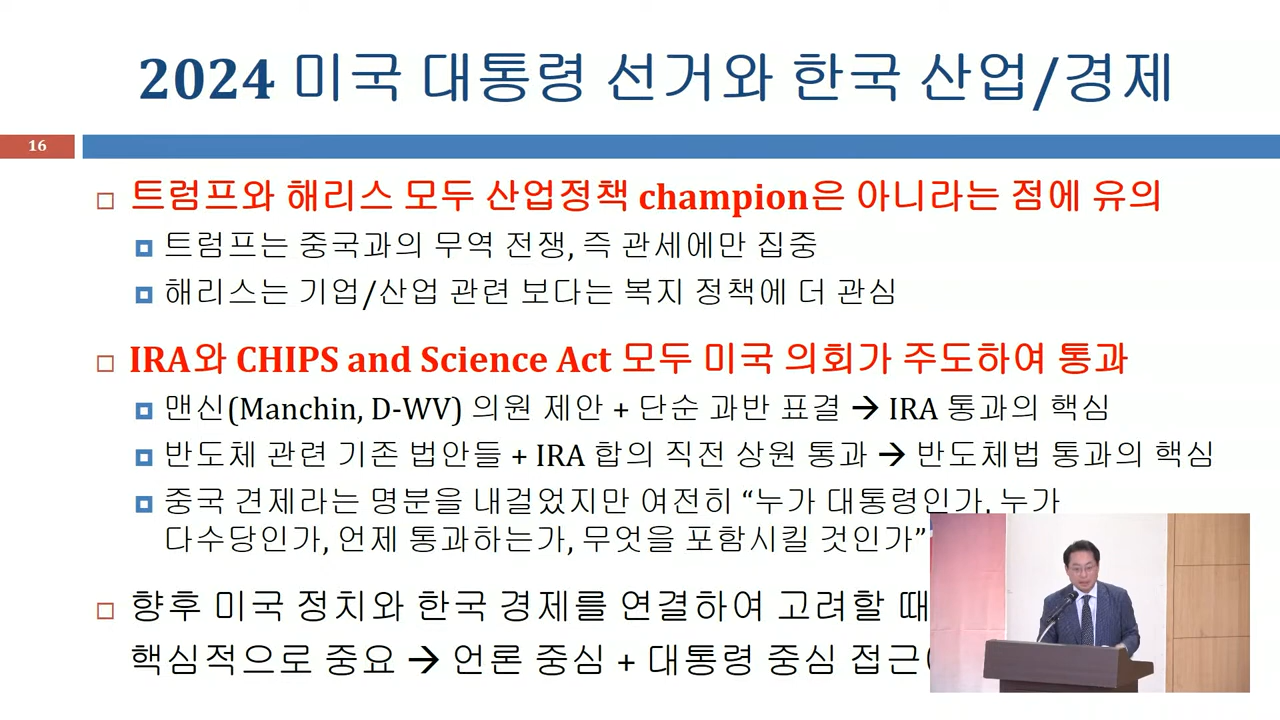 2024 미국 대통령 선거와 한국 산업/경제
16
트럼프와 해리스 모두 산업정책 champion은 아니라는 점에 유의
트럼프는 중국과의 무역 전쟁, 즉 관세에만 집중
해리스는 기업/산업 관련 보다는 복지 정책에 더 관심
IRA와 CHIPS and Science Act 모두 미국 의회가 주도하여 통과
맨신(Manchin, D-WV) 의원 제안 + 단순 과반 표결 → IRA 통과의 핵심
반도체 관련 기존 법안들 + IRA 합의 직전 상원 통과 → 반도체법 통과의 핵심
중국 견제라는 명분을 내걸었지만 여전히 “누가 대통령인가, 누가
다수당인가, 언제 통과하는가, 무엇을 포함시킬 것인가”
향후 미국 정치와 한국 경제를 연결하여 고려할 때
핵심적으로 중요 → 언론 중심 + 대통령 중심 접근